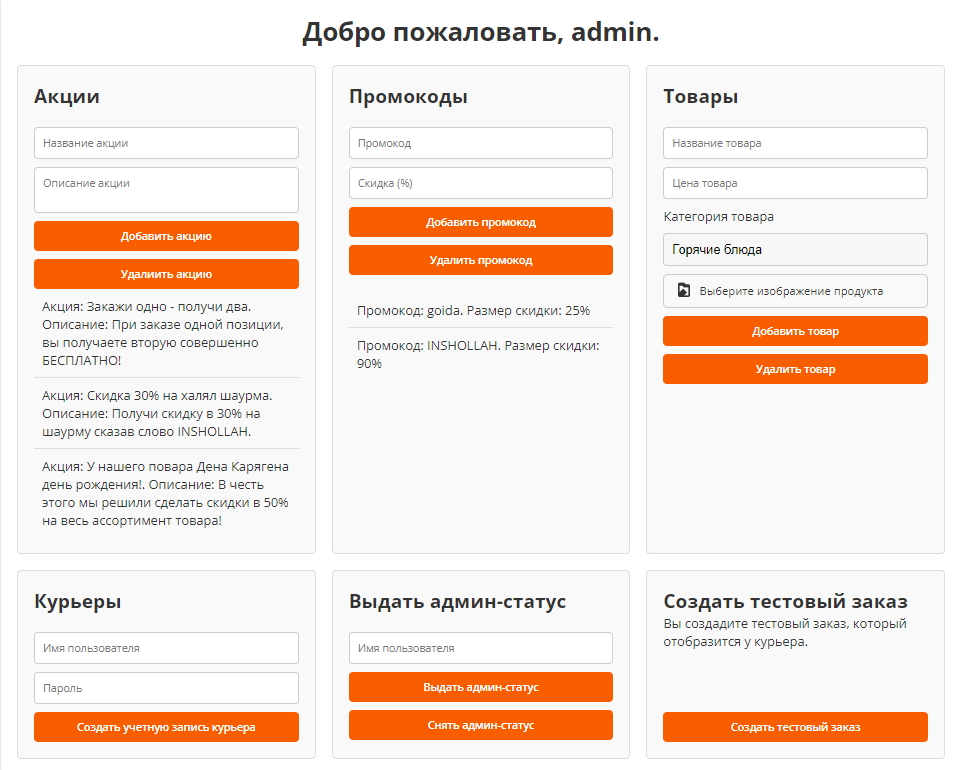 Добро пожаловать, admin.
Акции
Название акции
Описание акции
Добавить акцию
Удалиить акцию
Акция: Закажи одно - получи два.
Описание: При заказе одной позиции,
вы получаете вторую совершенно
БЕСПЛАТНО!
Акция: Скидка 30% на халял шаурма.
Описание: Получи скидку в 30% на
шаурму сказав слово INSHOLLAH.
Акция: У нашего повара Дена Карягена
день рождения!. Описание: В честь
этого мы решили сделать скидки в 50%
на весь ассортимент товара!
Промокоды
Промокод
Скидка (%)
Добавить промокод
Удалить промокод
Промокод: goida. Размер скидки: 25%
Промокод: INSHOLLAH. Размер скидки:
90%
Товары
Название товара
Цена товара
Категория товара
Горячие блюда
Выберите изображение продукта
Добавить товар
Удалить товар
Курьеры
Имя пользователя
Пароль
Создать учетную запись курьера
Выдать админ-статус
Имя пользователя
Выдать админ-статус
Снять админ-статус
Создать тестовый заказ
Вы создадите тестовый заказ, который
отобразится у курьера.
Создать тестовый заказ